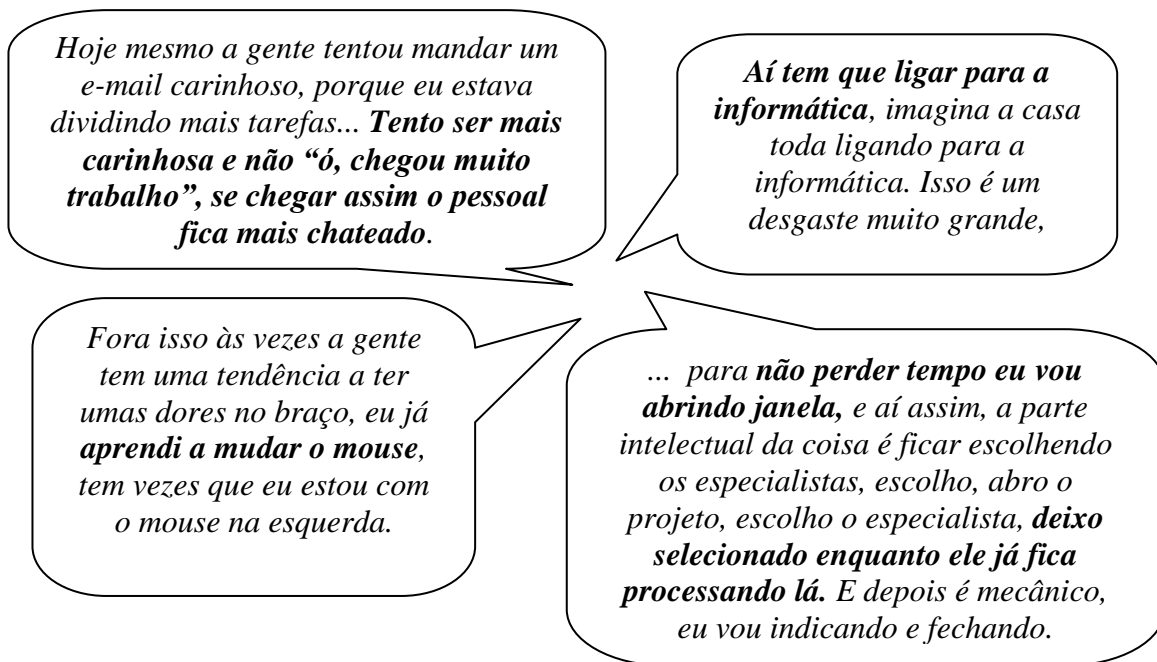 Hoje mesmo a gente tentou mandar um
e-mail carinhoso, porque eu estava
dividindo mais tarefas... Tento ser mais
carinhosa e não “ó, chegou muito
trabalho”, se chegar assim o pessoal
fica mais chateado.
Aí tem que ligar para a
informática, imagina a casa
toda ligando para a
informática. Isso é um
desgaste muito grande,
Fora isso às vezes a gente
tem uma tendência a ter
umas dores no braço, eu já
aprendi a mudar o mouse,
tem vezes que eu estou com
o mouse na esquerda.
... para não perder tempo eu vou
abrindo janela, e aí assim, a parte
intelectual da coisa é ficar escolhendo
os especialistas, escolho, abro o
projeto, escolho o especialista, deixo
selecionado enquanto ele já fica
processando lá. E depois é mecânico,
eu vou indicando e fechando.